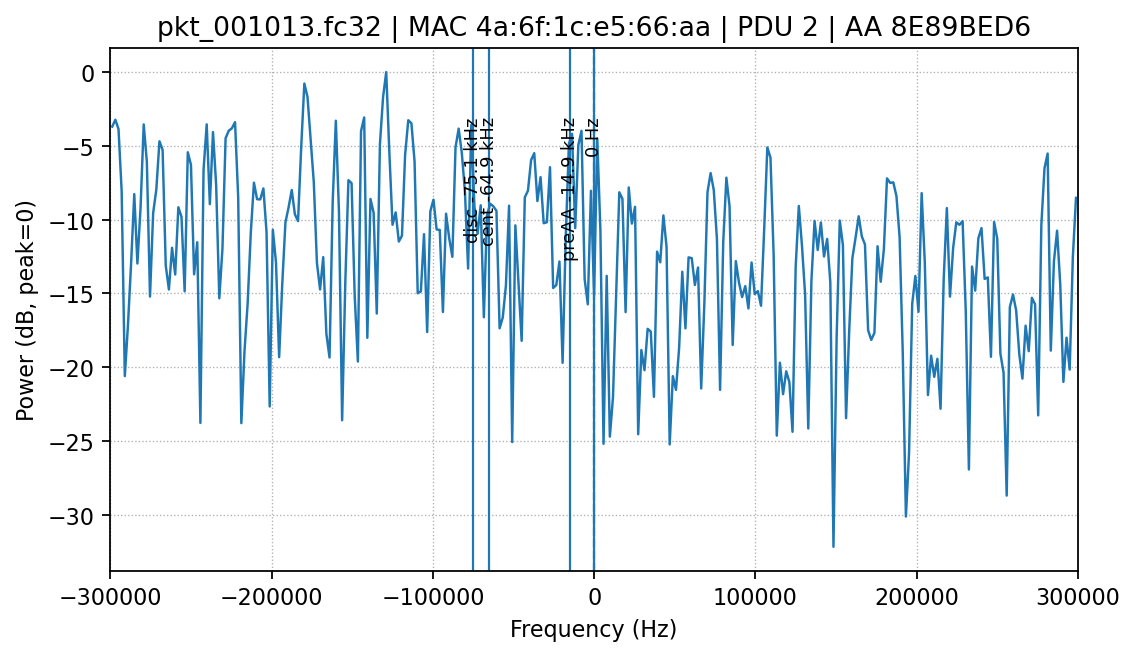 pkt_001013.fc32 | MAC 4a:6f:1c:e5:66:aa | PDU 2 | AA 8E89BED6
Power (dB, peak=0)
0
−5
−10
−15
−20
−25
−30
disc -75.1 kHz
cent -64.9 kHz
preAA -14.9 kHz
0 Hz
−300000
−200000
−100000
0
100000
200000
300000
Frequency (Hz)